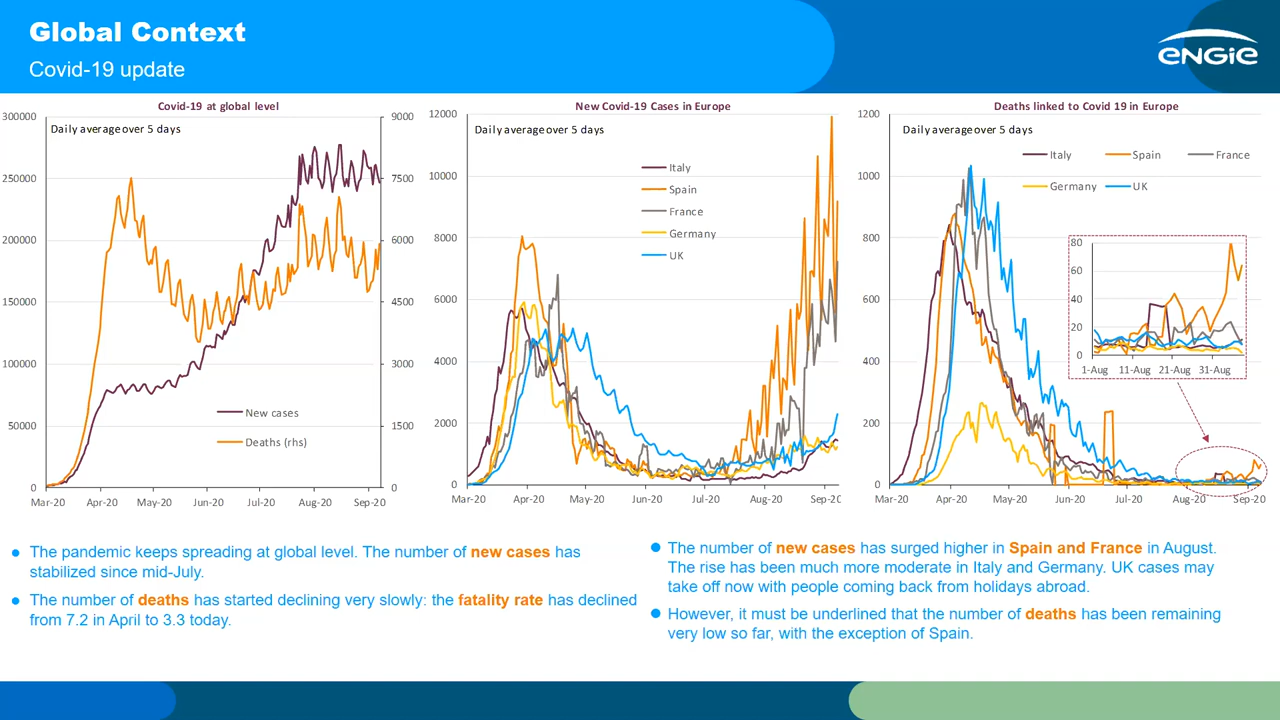 Global Context
Covid-19 update
ENGIE
Covid-19 at global level
Daily average over 5 days
300000
250000
200000
150000
100000
50000
0
9000
7500
6000
4500
3000
1500
0
New cases
Deaths (rhs)
Mar-20 Apr-20 May-20 Jun-20 Jul-20 Aug-20 Sep-20
New Covid-19 Cases in Europe
Daily average over 5 days
12000
10000
8000
6000
4000
2000
0
Italy
Spain
France
Germany
UK
Mar-20 Apr-20 May-20 Jun-20 Jul-20 Aug-20 Sep-20
Deaths linked to Covid 19 in Europe
Daily average over 5 days
1200
1000
800
600
400
200
0
Italy Spain France
Germany UK
80
60
40
20
0
1-Aug 11-Aug 21-Aug 31-Aug
Mar-20 Apr-20 May-20 Jun-20 Jul-20 Aug-20 Sep-20
• The pandemic keeps spreading at global level. The number of new cases has
stabilized since mid-July.
• The number of deaths has started declining very slowly: the fatality rate has declined
from 7.2 in April to 3.3 today.
• The number of new cases has surged higher in Spain and France in August.
The rise has been much more moderate in Italy and Germany. UK cases may
take off now with people coming back from holidays abroad.
• However, it must be underlined that the number of deaths has been remaining
very low so far, with the exception of Spain.